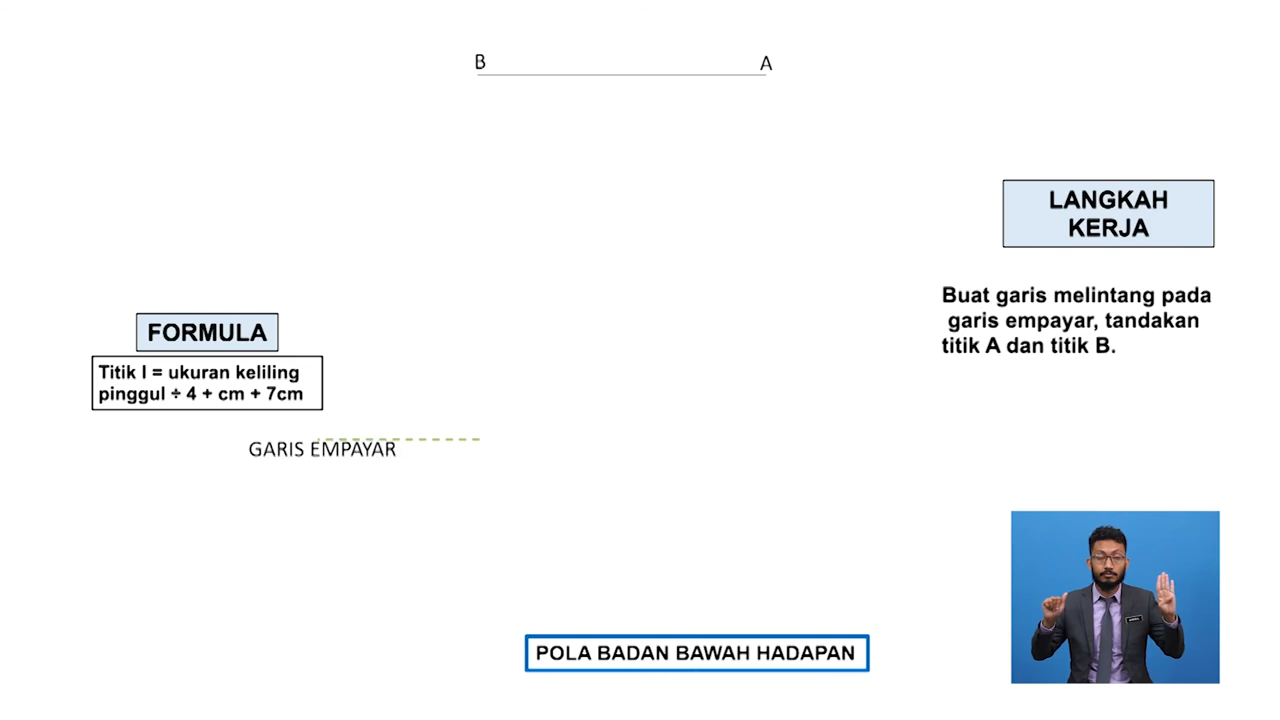 B A
LANGKAH
KERJA
Buat garis melintang pada
garis empayar, tandakan
titik A dan titik B.
FORMULA
Titik I = ukuran keliling
pinggul ÷ 4 + cm + 7cm
GARIS EMPAYAR
POLA BADAN BAWAH HADAPAN